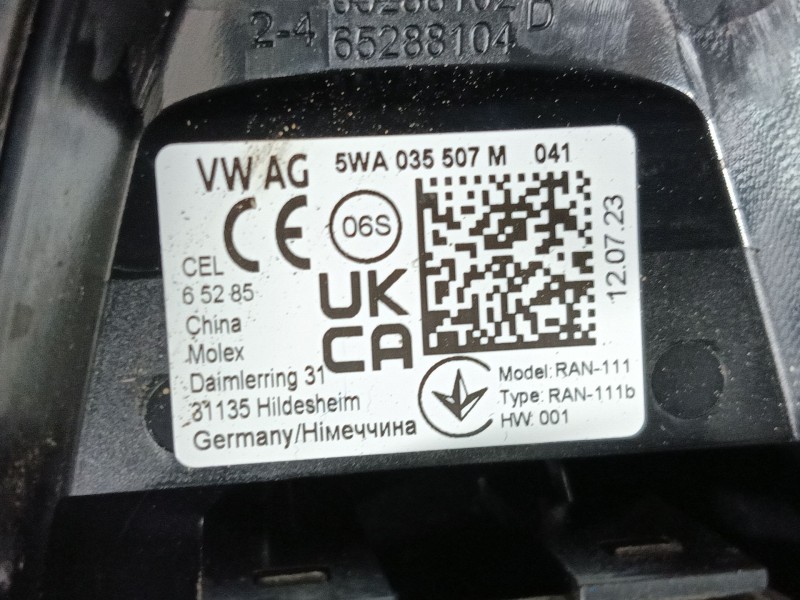 2-4 65288104 D
VW AG 5WA 035 507 M 041
CE 06S
12.07.23
CEL
6 52 85
UK
CA
China
Molex
Daimlerring 31
31135 Hildesheim
Germany/Німеччина
Model: RAN-111
Type: RAN-111b
HW: 001